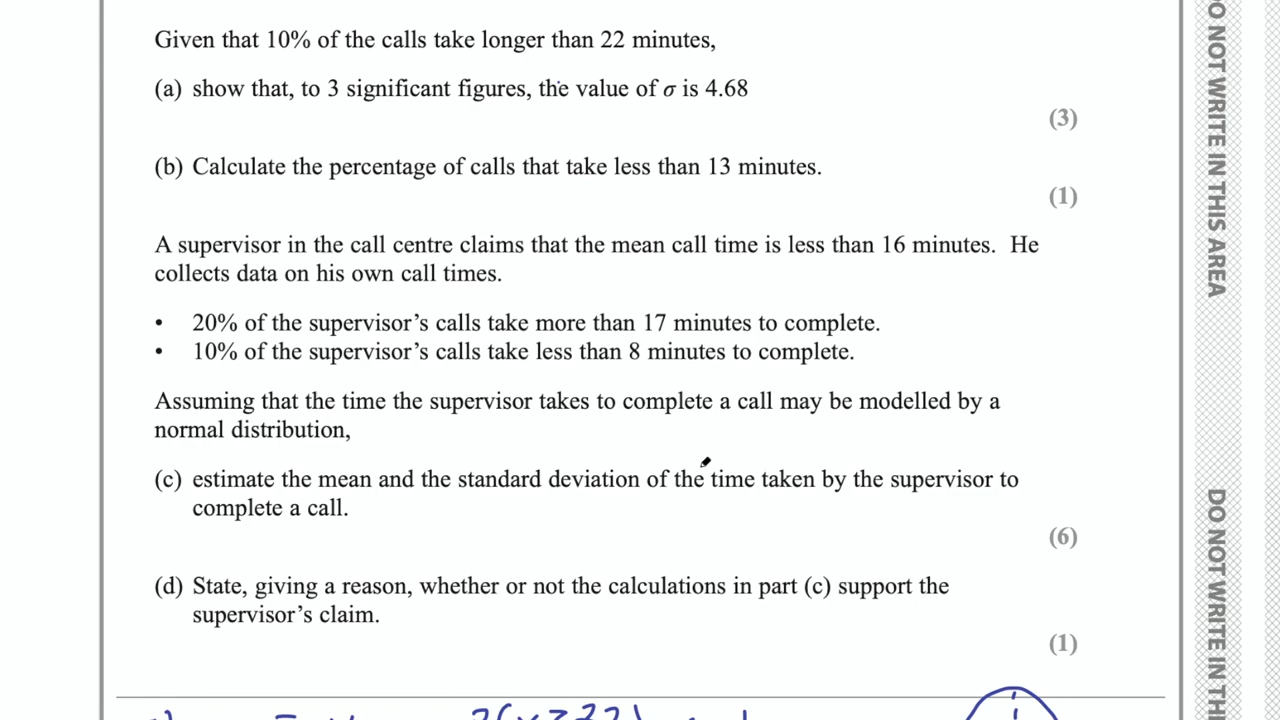 Given that 10% of the calls take longer than 22 minutes,
(a) show that, to 3 significant figures, the value of σ is 4.68
(3)
(b) Calculate the percentage of calls that take less than 13 minutes.
(1)
A supervisor in the call centre claims that the mean call time is less than 16 minutes. He
collects data on his own call times.
• 20% of the supervisor's calls take more than 17 minutes to complete.
• 10% of the supervisor's calls take less than 8 minutes to complete.
Assuming that the time the supervisor takes to complete a call may be modelled by a
normal distribution,
(c) estimate the mean and the standard deviation of the time taken by the supervisor to
complete a call.
(6)
(d) State, giving a reason, whether or not the calculations in part (c) support the
supervisor's claim.
(1)
DO NOT WRITE IN THIS AREA
DO NOT WRITE IN TH